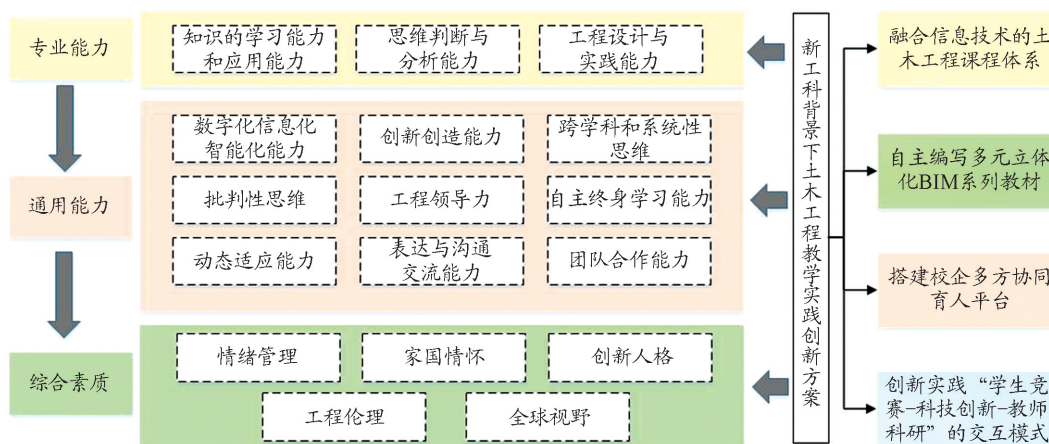 专业能力
知识的学习能力
和应用能力
思维判断与
分析能力
工程设计与
实践能力
通用能力
数字化信息化
智能化能力
创新创造能力
跨学科和系统性
思维
批判性思维
工程领导力
自主终身学习能力
动态适应能力
表达与沟通
交流能力
团队合作能力
综合素质
情绪管理
家国情怀
创新人格
工程伦理
全球视野
新工科背景下土木工程教学实践创新方案
融合信息技术的土
木工程课程体系
自主编写多元立体
化BIM系列教材
搭建校企多方协同
育人平台
创新实践“学生竞
赛–科技创新–教师
科研”的交互模式